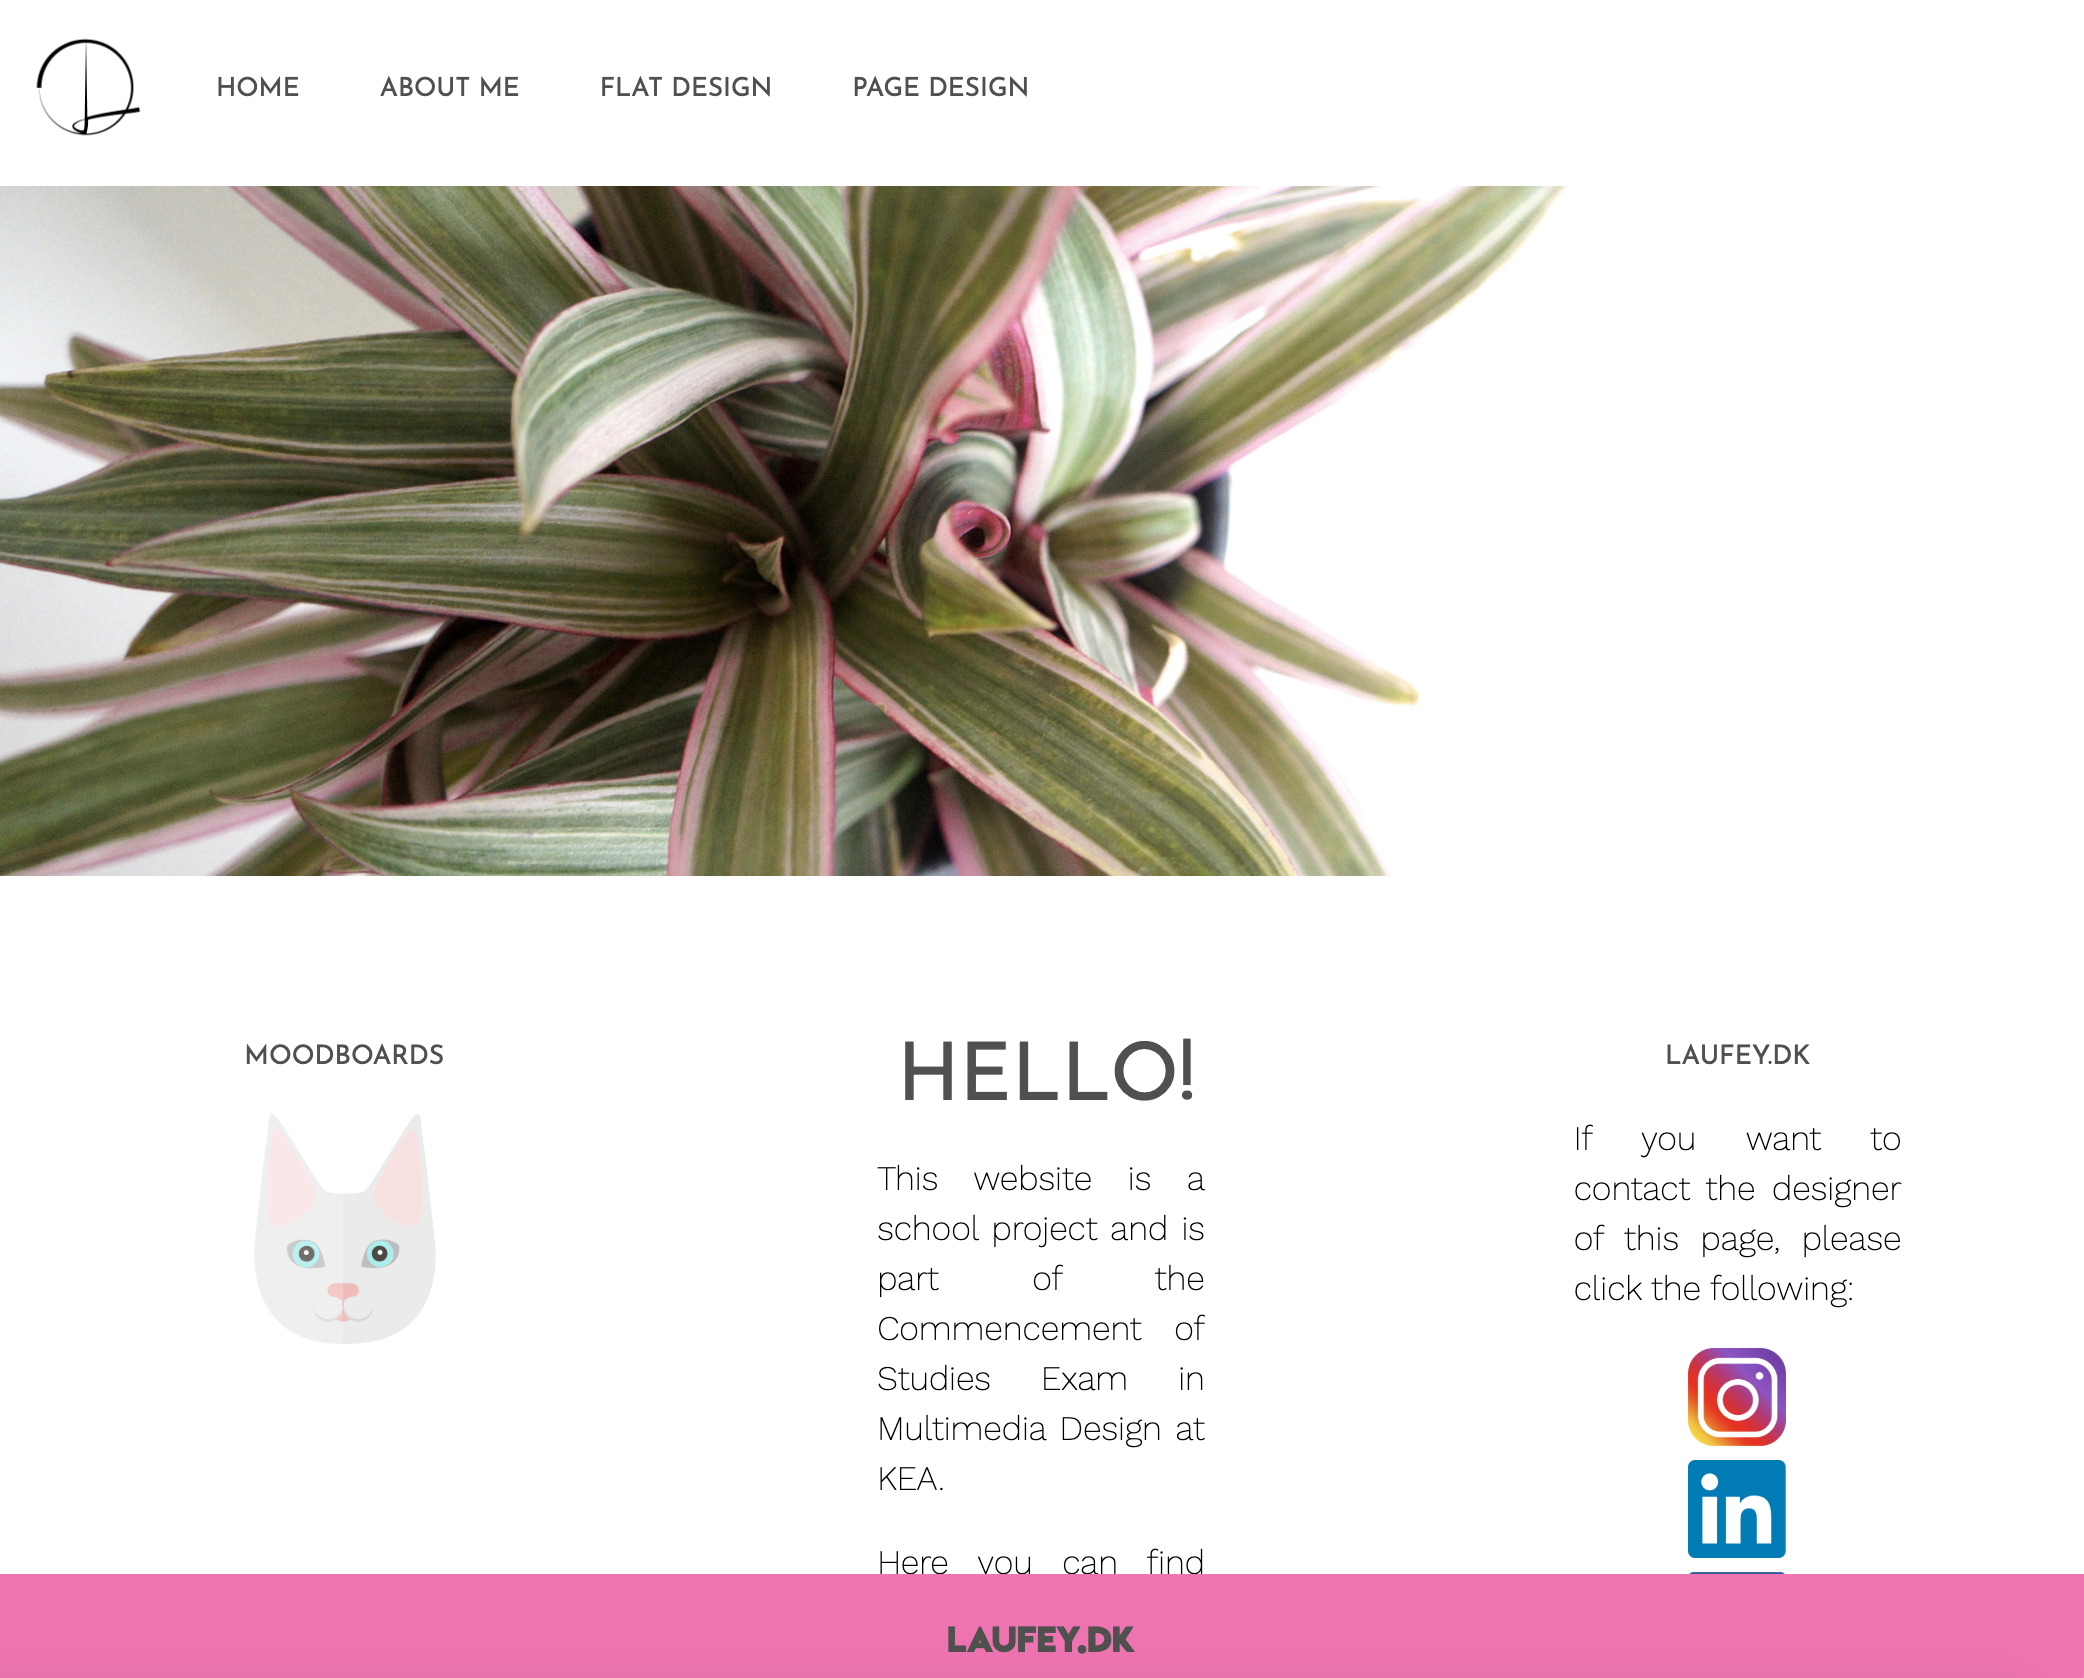 HOME ABOUT ME FLAT DESIGN PAGE DESIGN
MOODBOARDS
HELLO!
This website is a
school project and is
part of the
Commencement of
Studies Exam in
Multimedia Design at
KEA.
Here you can find
LAUFEY.DK
If you want to
contact the designer
of this page, please
click the following:
in
LAUFEY.DK